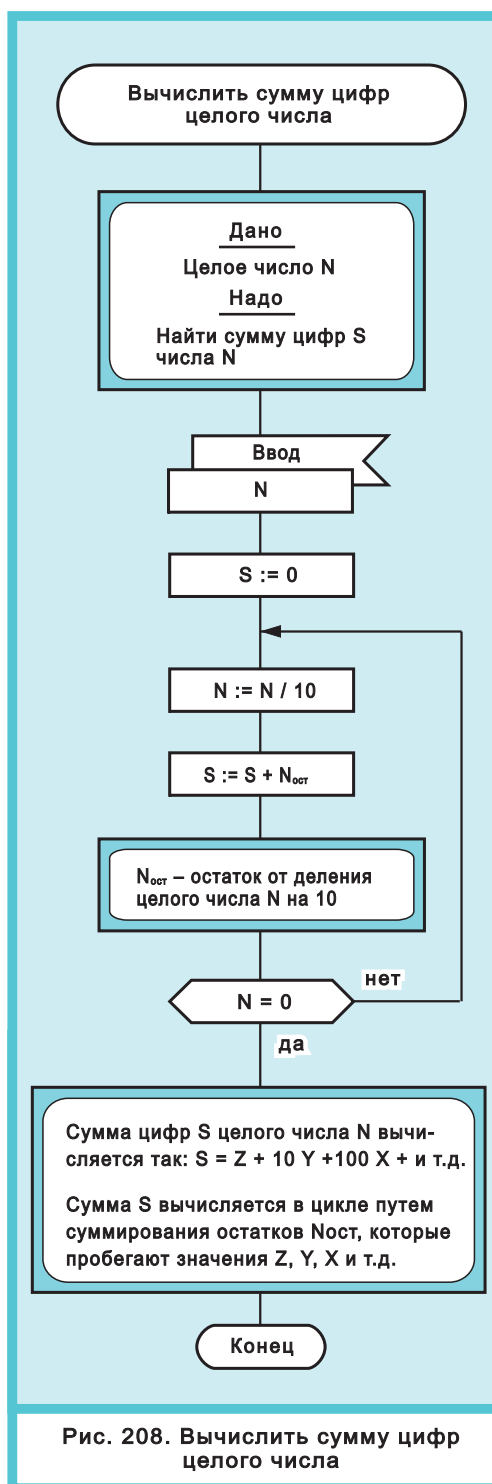 Вычислить сумму цифр
целого числа
Дано
Целое число N
Надо
Найти сумму цифр S
числа N
Ввод
N
S := 0
N := N / 10
S := S + Nост
Nост – остаток от деления
целого числа N на 10
N = 0
нет
да
Сумма цифр S целого числа N вычи-
сляется так: S = Z + 10 Y +100 X + и т.д.
Сумма S вычисляется в цикле путем
суммирования остатков Nост, которые
пробегают значения Z, Y, X и т.д.
Конец
Рис. 208. Вычислить сумму цифр
целого числа